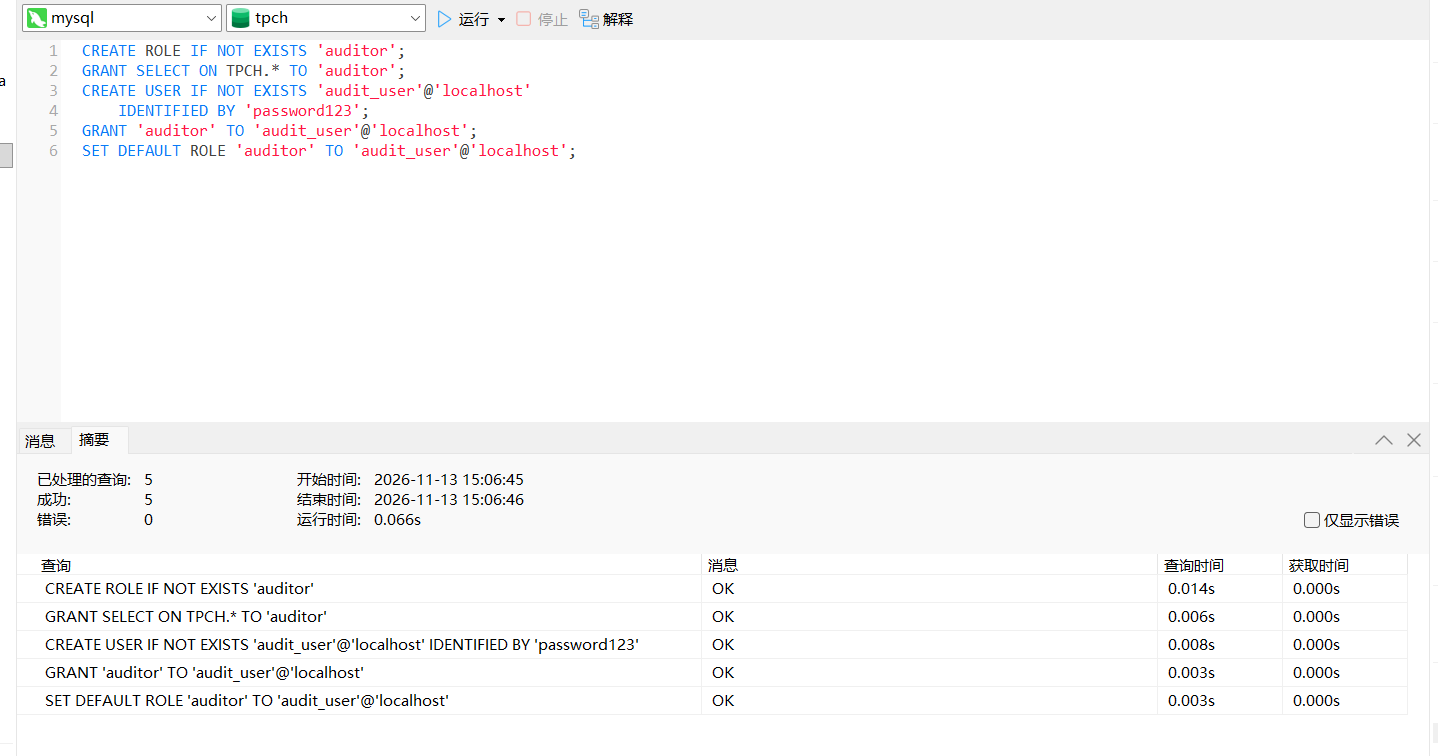 mysql tpch 运行 停止 解释
a
1 CREATE ROLE IF NOT EXISTS 'auditor';
2 GRANT SELECT ON TPCH.* TO 'auditor';
3 CREATE USER IF NOT EXISTS 'audit_user'@'localhost'
4 IDENTIFIED BY 'password123';
5 GRANT 'auditor' TO 'audit_user'@'localhost';
6 SET DEFAULT ROLE 'auditor' TO 'audit_user'@'localhost';
消息 摘要
已处理的查询: 5 开始时间: 2026-11-13 15:06:45
成功: 5 结束时间: 2026-11-13 15:06:46
错误: 0 运行时间: 0.066s 仅显示错误
查询 消息 查询时间 获取时间
CREATE ROLE IF NOT EXISTS 'auditor' OK 0.014s 0.000s
GRANT SELECT ON TPCH.* TO 'auditor' OK 0.006s 0.000s
CREATE USER IF NOT EXISTS 'audit_user'@'localhost' IDENTIFIED BY 'password123' OK 0.008s 0.000s
GRANT 'auditor' TO 'audit_user'@'localhost' OK 0.003s 0.000s
SET DEFAULT ROLE 'auditor' TO 'audit_user'@'localhost' OK 0.003s 0.000s